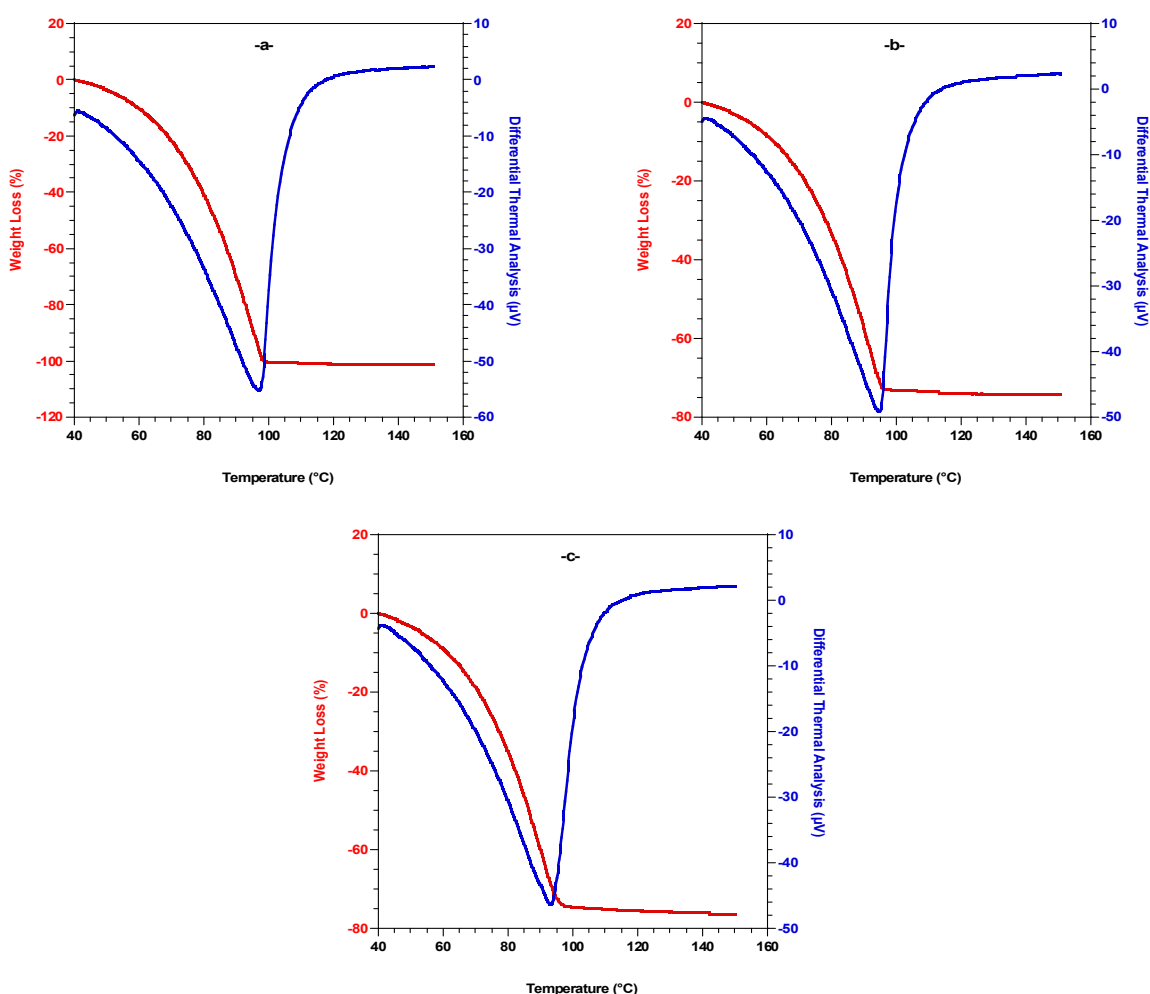 -a-
20
0
-20
-40
-60
-80
-100
-120
Weight Loss (%)
10
0
-10
-20
-30
-40
-50
-60
Differential Thermal Analysis (µV)
40 60 80 100 120 140 160
Temperature (°C)
-b-
20
0
-20
-40
-60
-80
Weight Loss (%)
10
0
-10
-20
-30
-40
-50
Differential Thermal Analysis (µV)
40 60 80 100 120 140 160
Temperature (°C)
-c-
20
0
-20
-40
-60
-80
Weight Loss (%)
10
0
-10
-20
-30
-40
-50
Differential Thermal Analysis (µV)
40 60 80 100 120 140 160
Temperature (°C)